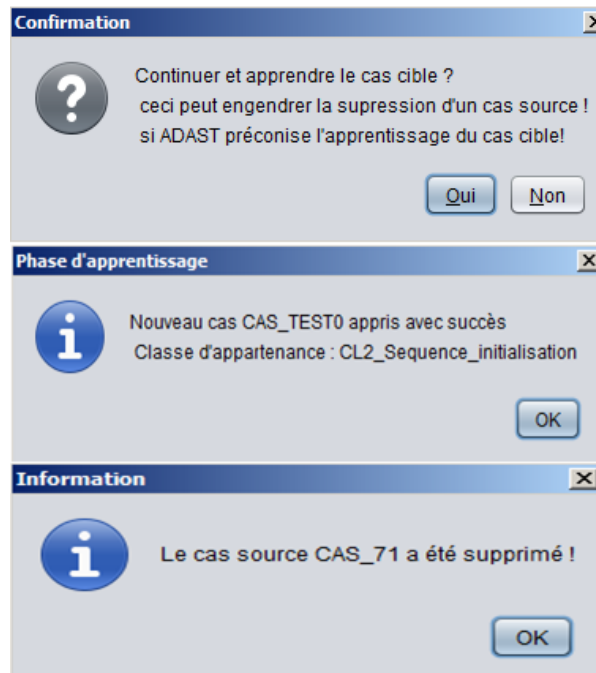 Confirmation
Continuer et apprendre le cas cible ?
ceci peut engendrer la supression d'un cas source !
si ADAST préconise l'apprentissage du cas cible!
Oui Non
Phase d'apprentissage
Nouveau cas CAS_TEST0 appris avec succès
Classe d'appartenance : CL2_Sequence_initialisation
OK
Information
Le cas source CAS_71 a été supprimé !
OK